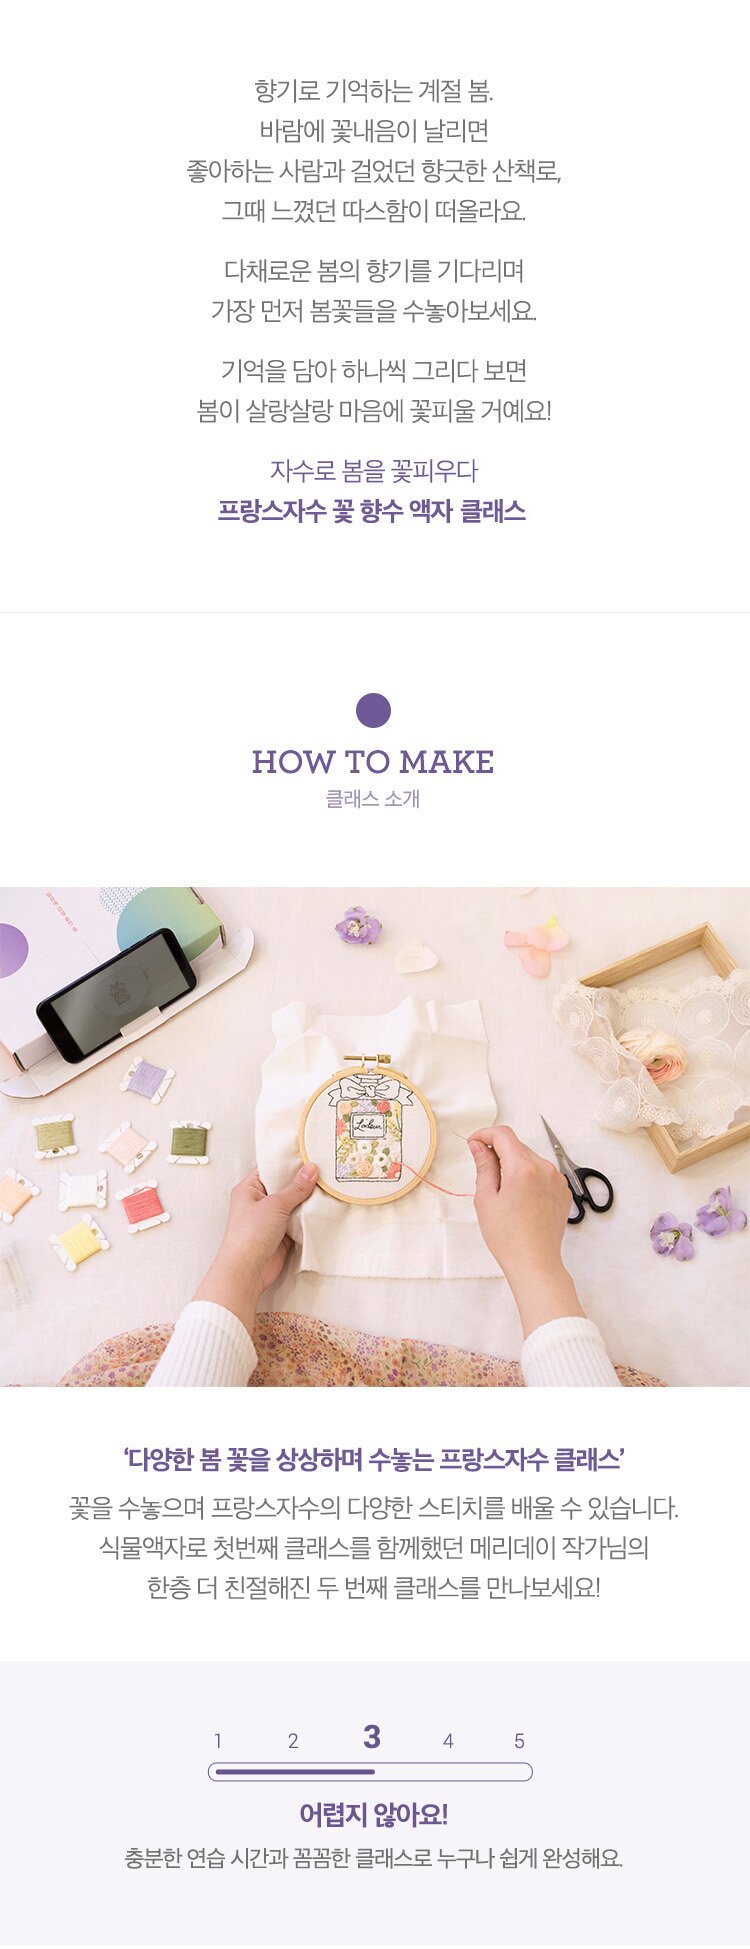 향기로 기억하는 계절 봄.
바람에 꽃내음이 날리면
좋아하는 사람과 걸었던 향긋한 산책로,
그때 느꼈던 따스함이 떠올라요.
다채로운 봄의 향기를 기다리며
가장 먼저 봄꽃들을 수놓아보세요.
기억을 담아 하나씩 그리다 보면
봄이 살랑살랑 마음에 꽃피울 거예요!
자수로 봄을 꽃피우다
프랑스자수 꽃 향수 액자 클래스
HOW TO MAKE
클래스 소개
L'odeur
'다양한 봄 꽃을 상상하며 수놓는 프랑스자수 클래스'
꽃을 수놓으며 프랑스자수의 다양한 스티치를 배울 수 있습니다.
식물액자로 첫번째 클래스를 함께했던 메리데이 작가님의
한층 더 친절해진 두 번째 클래스를 만나보세요!
1 2 3 4 5
어렵지 않아요!
충분한 연습 시간과 꼼꼼한 클래스로 누구나 쉽게 완성해요.